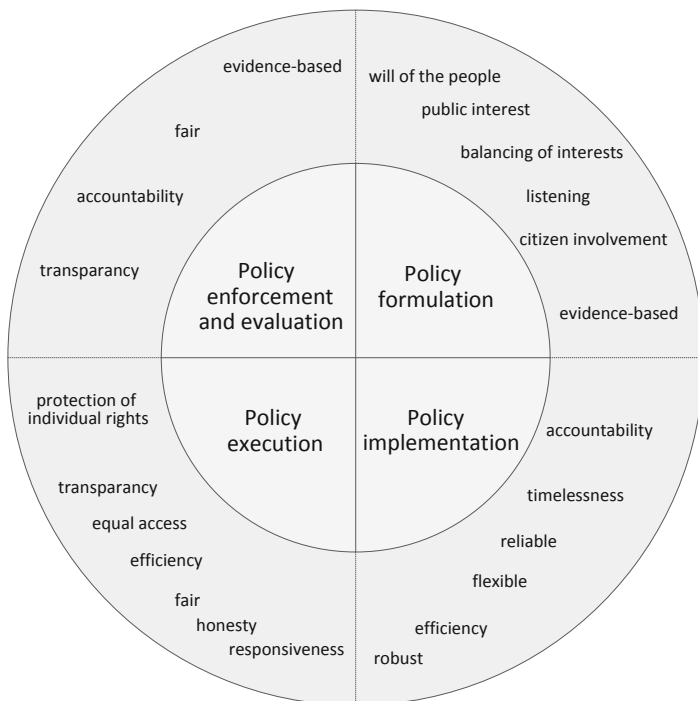 evidence-based
fair
accountability
transparancy
Policy
enforcement
and evaluation
will of the people
public interest
balancing of interests
listening
citizen involvement
evidence-based
Policy
formulation
protection of
individual rights
transparancy
equal access
efficiency
fair
honesty
responsiveness
Policy
execution
Policy
implementation
accountability
timelessness
reliable
flexible
efficiency
robust